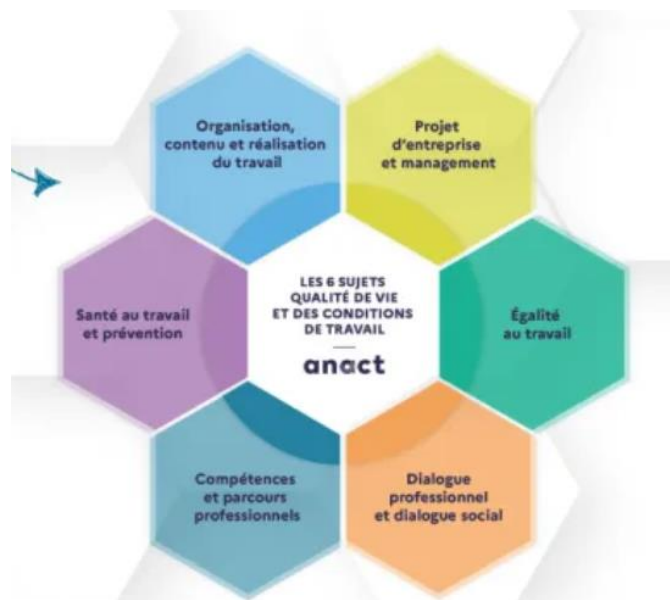 Organisation,
contenu et réalisation
du travail
Projet
d'entreprise
et management
Santé au travail
et prévention
LES 6 SUJETS
QUALITÉ DE VIE
ET DES CONDITIONS
DE TRAVAIL
anact
Égalité
au travail
Compétences
et parcours
professionnels
Dialogue
professionnel
et dialogue social